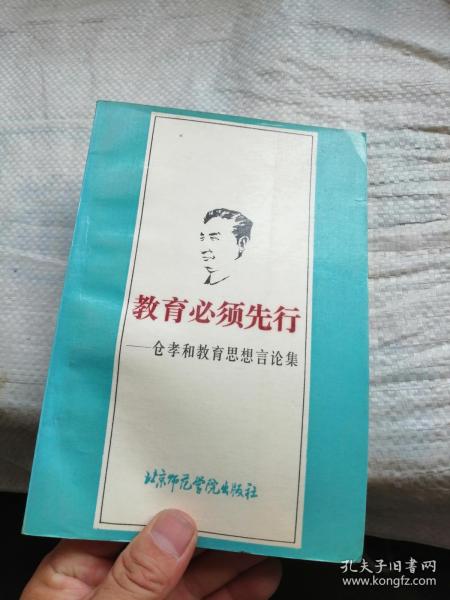 教育必须先行
——仓孝和教育思想言论集
北京师范学院出版社
孔夫子旧书网
www.kongfz.com